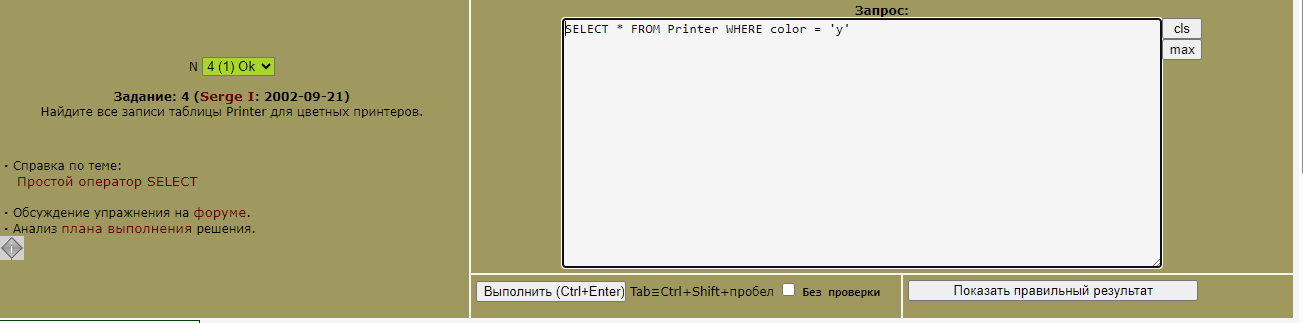 N 4 (1) Ok
Задание: 4 (Serge I: 2002-09-21)
Найдите все записи таблицы Printer для цветных принтеров.
· Справка по теме:
Простой оператор SELECT
· Обсуждение упражнения на форуме.
· Анализ плана выполнения решения.
Запрос:
SELECT * FROM Printer WHERE color = 'y'
cls
max
Выполнить (Ctrl+Enter) Tab≡Ctrl+Shift+пробел Без проверки
Показать правильный результат